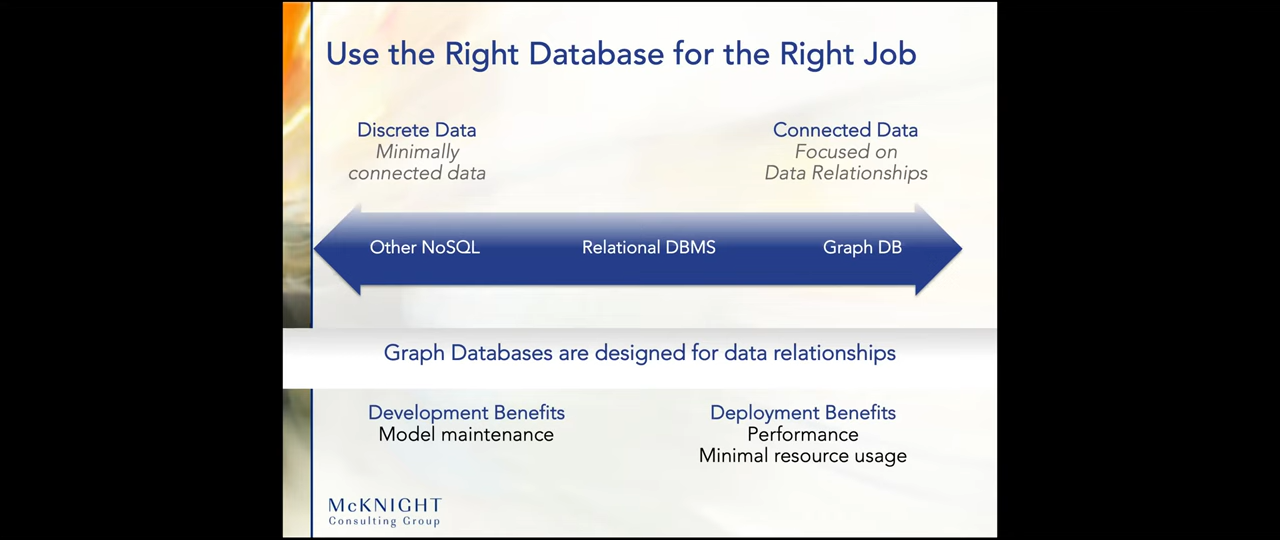 Use the Right Database for the Right Job
Discrete Data
Minimally
connected data
Connected Data
Focused on
Data Relationships
Other NoSQL
Relational DBMS
Graph DB
Graph Databases are designed for data relationships
Development Benefits
Model maintenance
Deployment Benefits
Performance
Minimal resource usage
McKNIGHT
Consulting Group